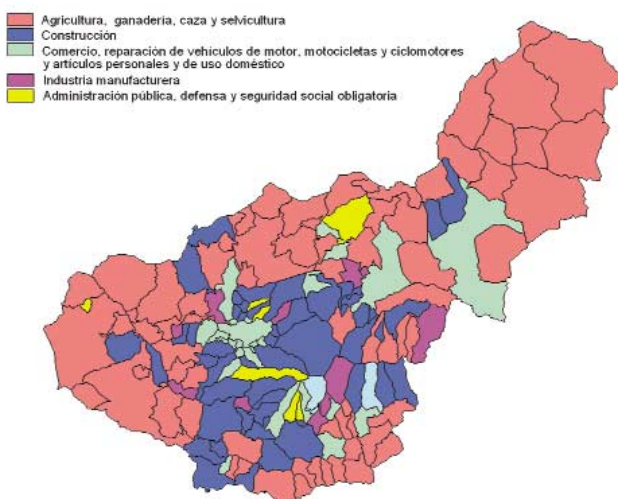 Agricultura, ganadería, caza y selvicultura
Construcción
Comercio, reparación de vehículos de motor, motocicletas y ciclomotores
y artículos personales y de uso doméstico
Industria manufacturera
Administración pública, defensa y seguridad social obligatoria